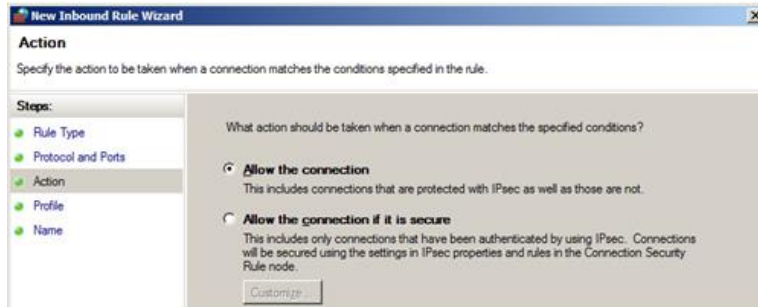 New Inbound Rule Wizard
Action
Specify the action to be taken when a connection matches the conditions specified in the rule.
Steps:
Rule Type
Protocol and Ports
Action
Profile
Name
What action should be taken when a connection matches the specified conditions?
Allow the connection
This includes connections that are protected with IPsec as well as those are not.
Allow the connection if it is secure
This includes only connections that have been authenticated by using IPsec. Connections
will be secured using the settings in IPsec properties and rules in the Connection Security
Rule node.
Customize...